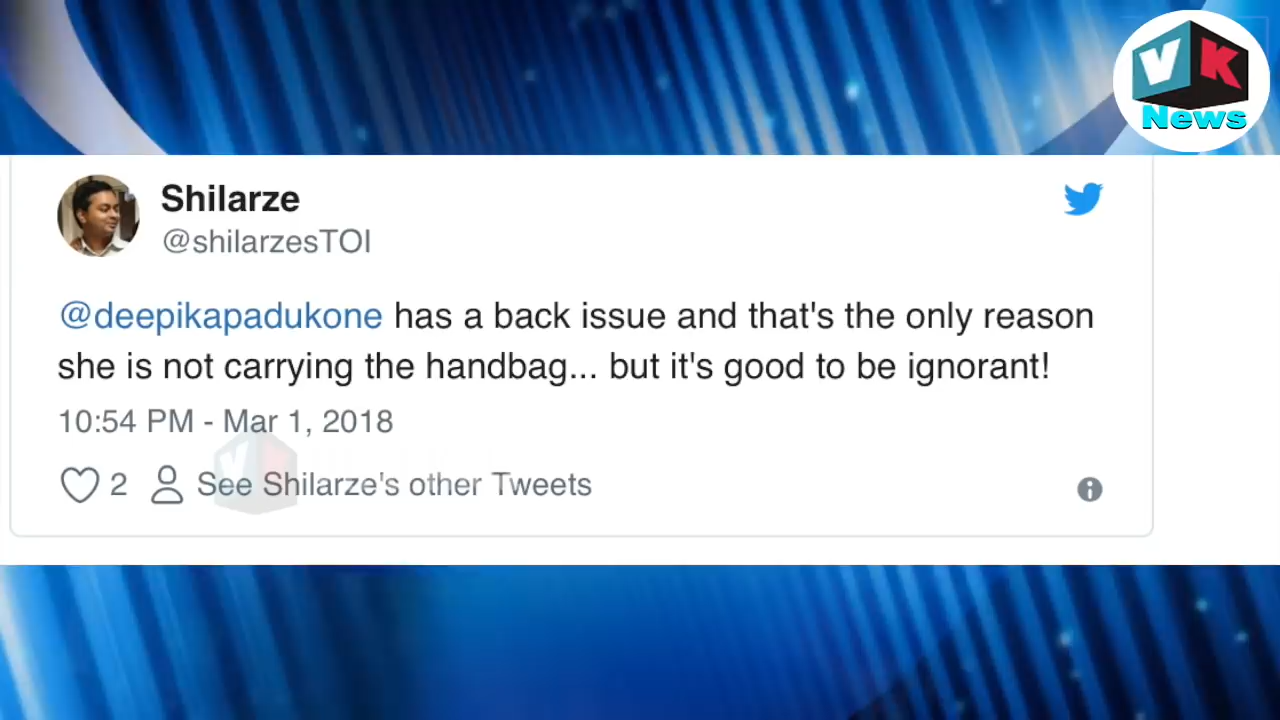 VK
News
Shilarze
@shilarzesTOI
@deepikapadukone has a back issue and that's the only reason
she is not carrying the handbag... but it's good to be ignorant!
10:54 PM - Mar 1, 2018
2 See Shilarze's other Tweets